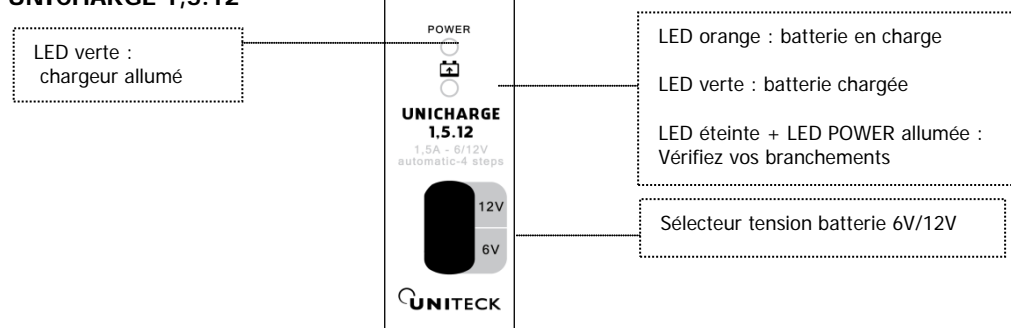 UNICHARGE 1,5.12
LED verte :
chargeur allumé
POWER
UNICHARGE
1,5.12
1,5A - 6/12V
automatic-4 steps
12V
6V
UNITECK
LED orange : batterie en charge
LED verte : batterie chargée
LED éteinte + LED POWER allumée :
Vérifiez vos branchements
Sélecteur tension batterie 6V/12V